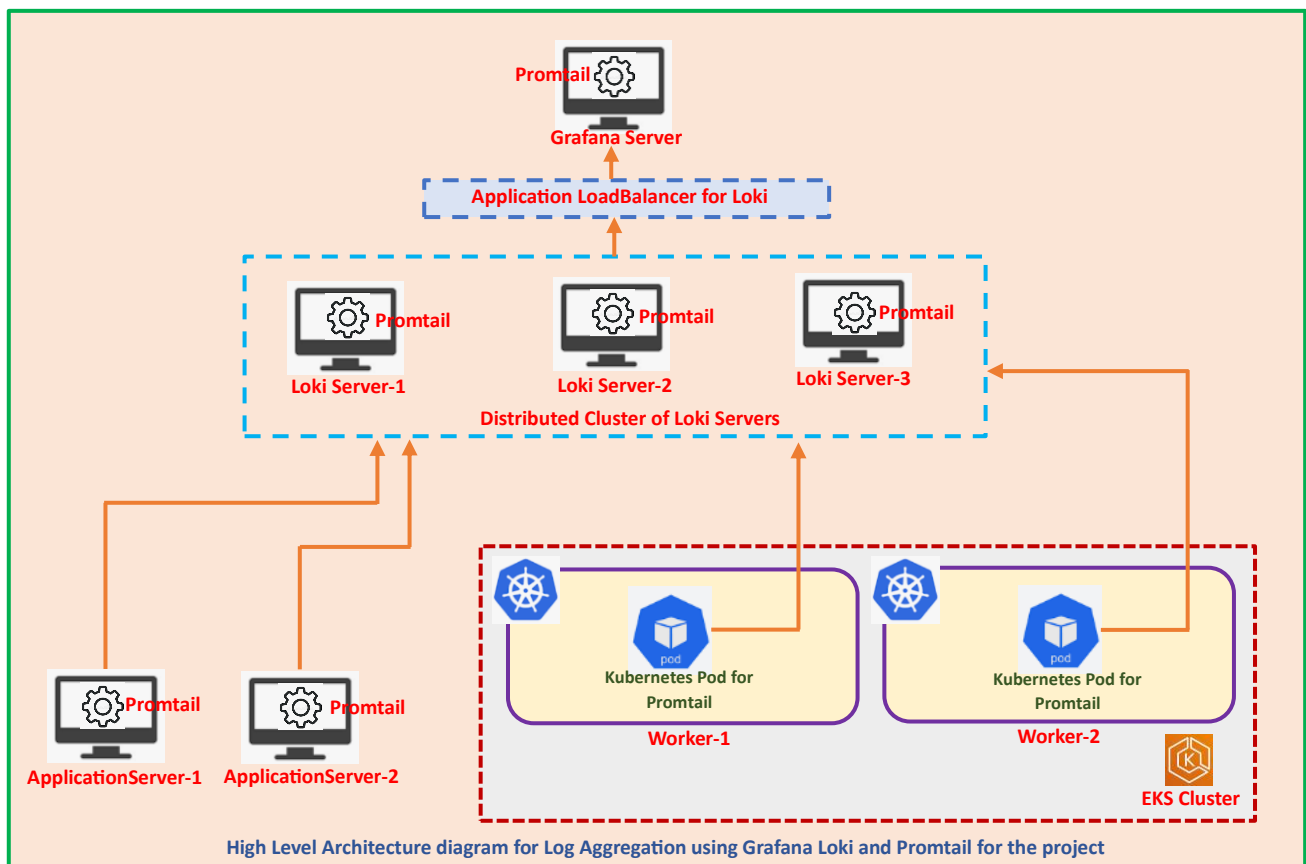 Promtail
Grafana Server
Application LoadBalancer for Loki
Promtail
Promtail
Promtail
Loki Server-1
Loki Server-2
Loki Server-3
Distributed Cluster of Loki Servers
pod
pod
Kubernetes Pod for
Promtail
Kubernetes Pod for
Promtail
Promtail
Promtail
Worker-1
Worker-2
ApplicationServer-1
ApplicationServer-2
K
EKS Cluster
High Level Architecture diagram for Log Aggregation using Grafana Loki and Promtail for the project